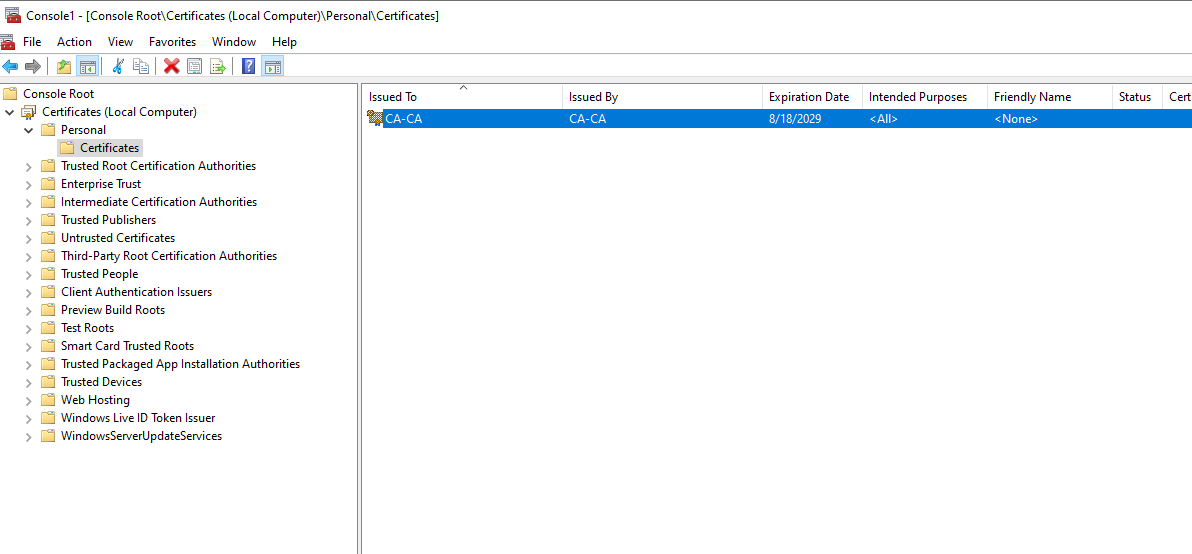 Console1 - [Console Root\Certificates (Local Computer)\Personal\Certificates]
File Action View Favorites Window Help
Console Root
Certificates (Local Computer)
Personal
Certificates
Trusted Root Certification Authorities
Enterprise Trust
Intermediate Certification Authorities
Trusted Publishers
Untrusted Certificates
Third-Party Root Certification Authorities
Trusted People
Client Authentication Issuers
Preview Build Roots
Test Roots
Smart Card Trusted Roots
Trusted Packaged App Installation Authorities
Trusted Devices
Web Hosting
Windows Live ID Token Issuer
WindowsServerUpdateServices
Issued To Issued By Expiration Date Intended Purposes Friendly Name Status Cert
CA-CA CA-CA 8/18/2029 <All> <None>